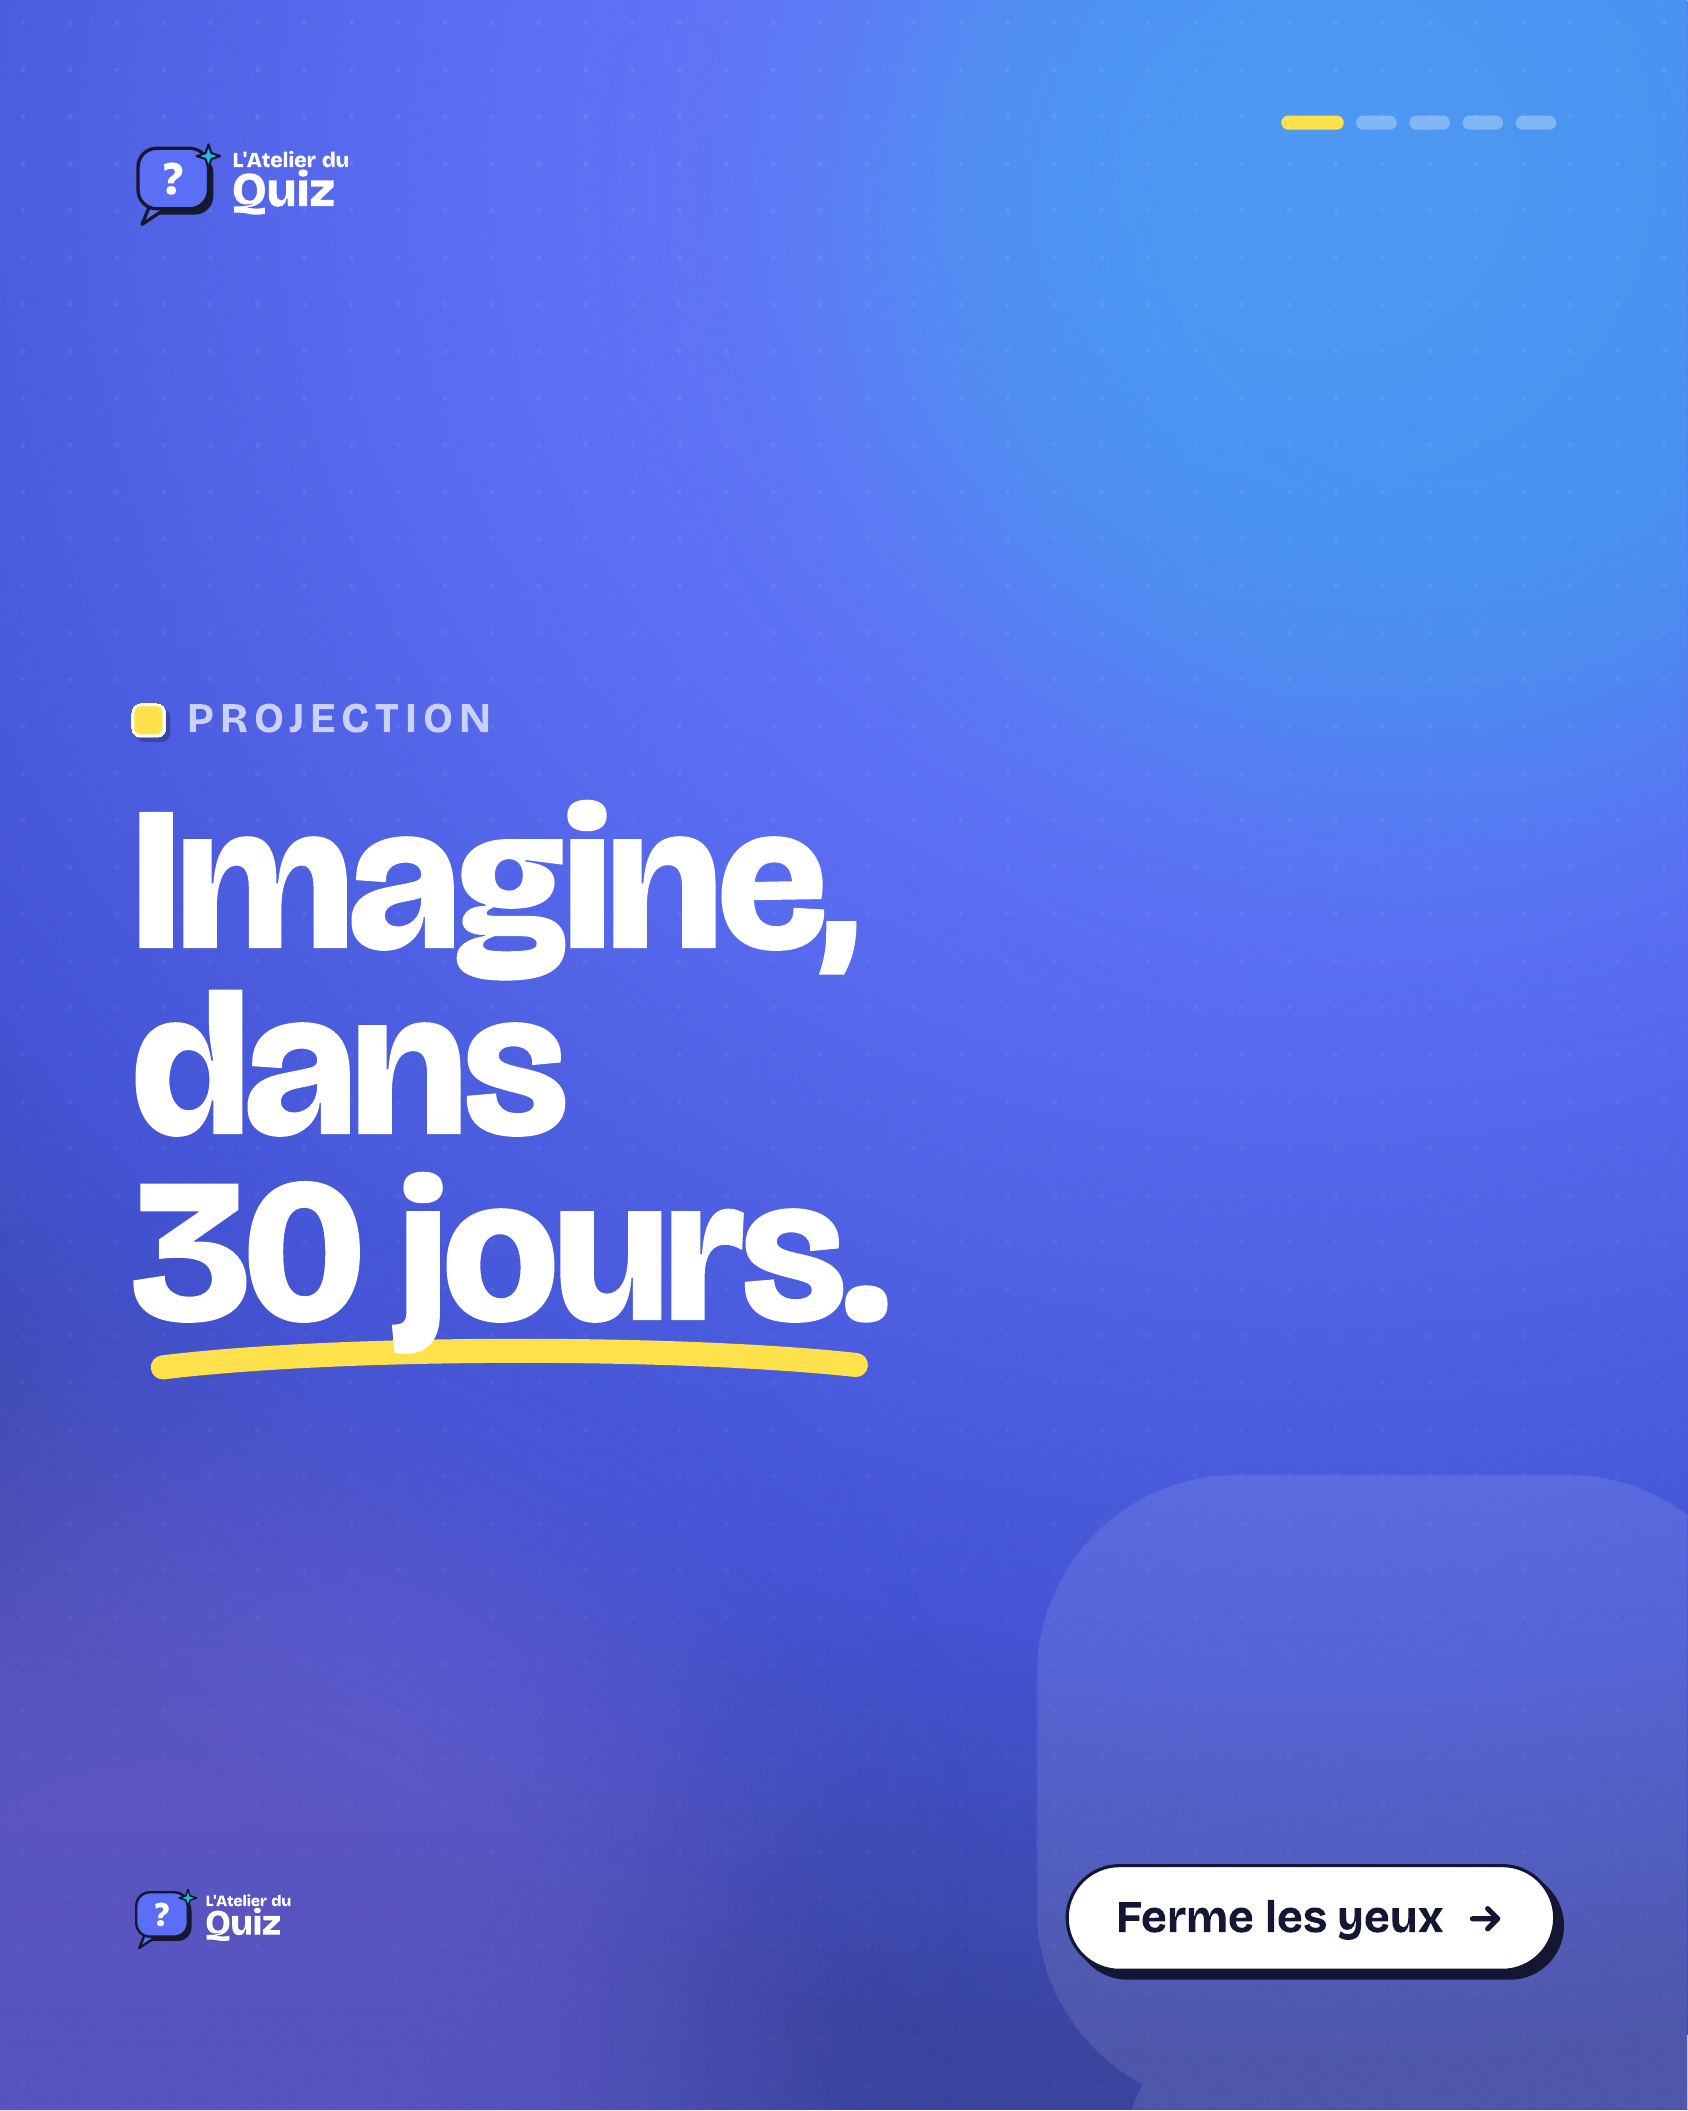 ?
L'Atelier du
Quiz
PROJECTION
Imagine,
dans
30 jours.
?
L'Atelier du
Quiz
Ferme les yeux →